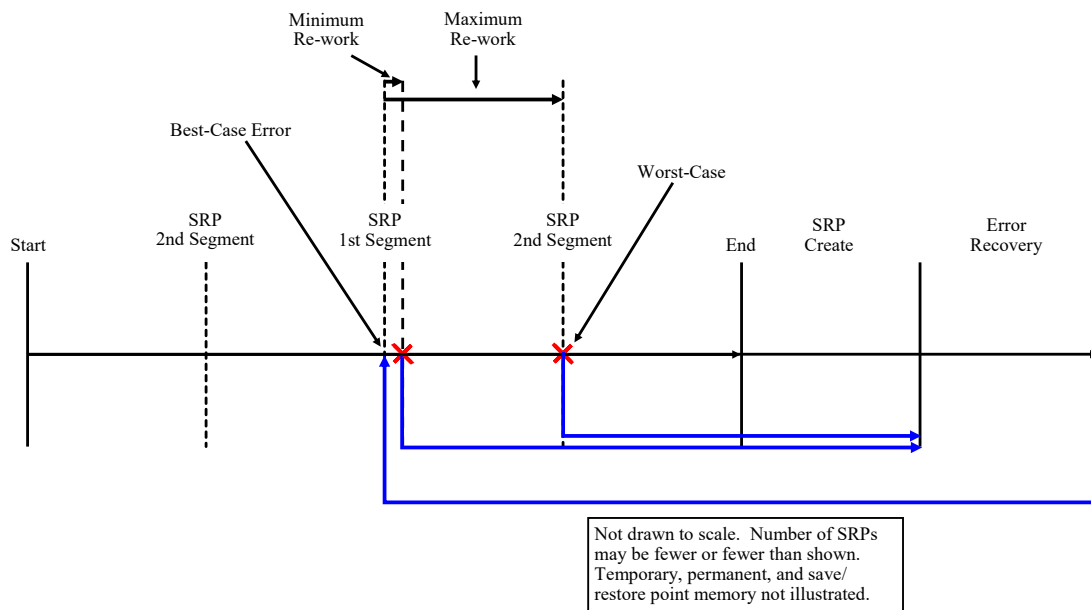 Minimum
Re-work
Maximum
Re-work
Best-Case Error
Worst-Case
Start
SRP
2nd Segment
SRP
1st Segment
SRP
2nd Segment
End
SRP
Create
Error
Recovery
Not drawn to scale. Number of SRPs
may be fewer or fewer than shown.
Temporary, permanent, and save/
restore point memory not illustrated.